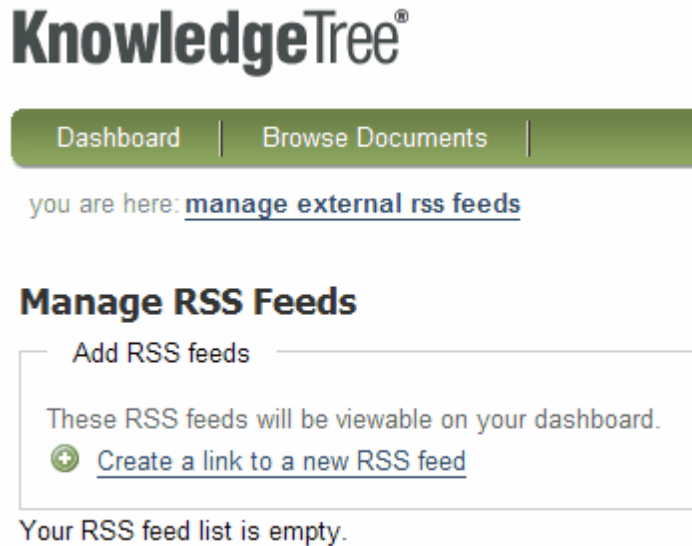 KnowledgeTree®
Dashboard Browse Documents
you are here: manage external rss feeds
Manage RSS Feeds
Add RSS feeds
These RSS feeds will be viewable on your dashboard.
Create a link to a new RSS feed
Your RSS feed list is empty.